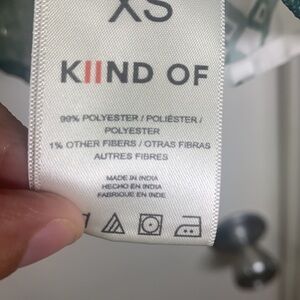 XS
KIIND OF
99% POLYESTER / POLIÉSTER /
POLYESTER
1% OTHER FIBERS / OTRAS FIBRAS
AUTRES FIBRES
MADE IN INDIA
HECHO EN INDIA
FABRIQUÉ EN INDE